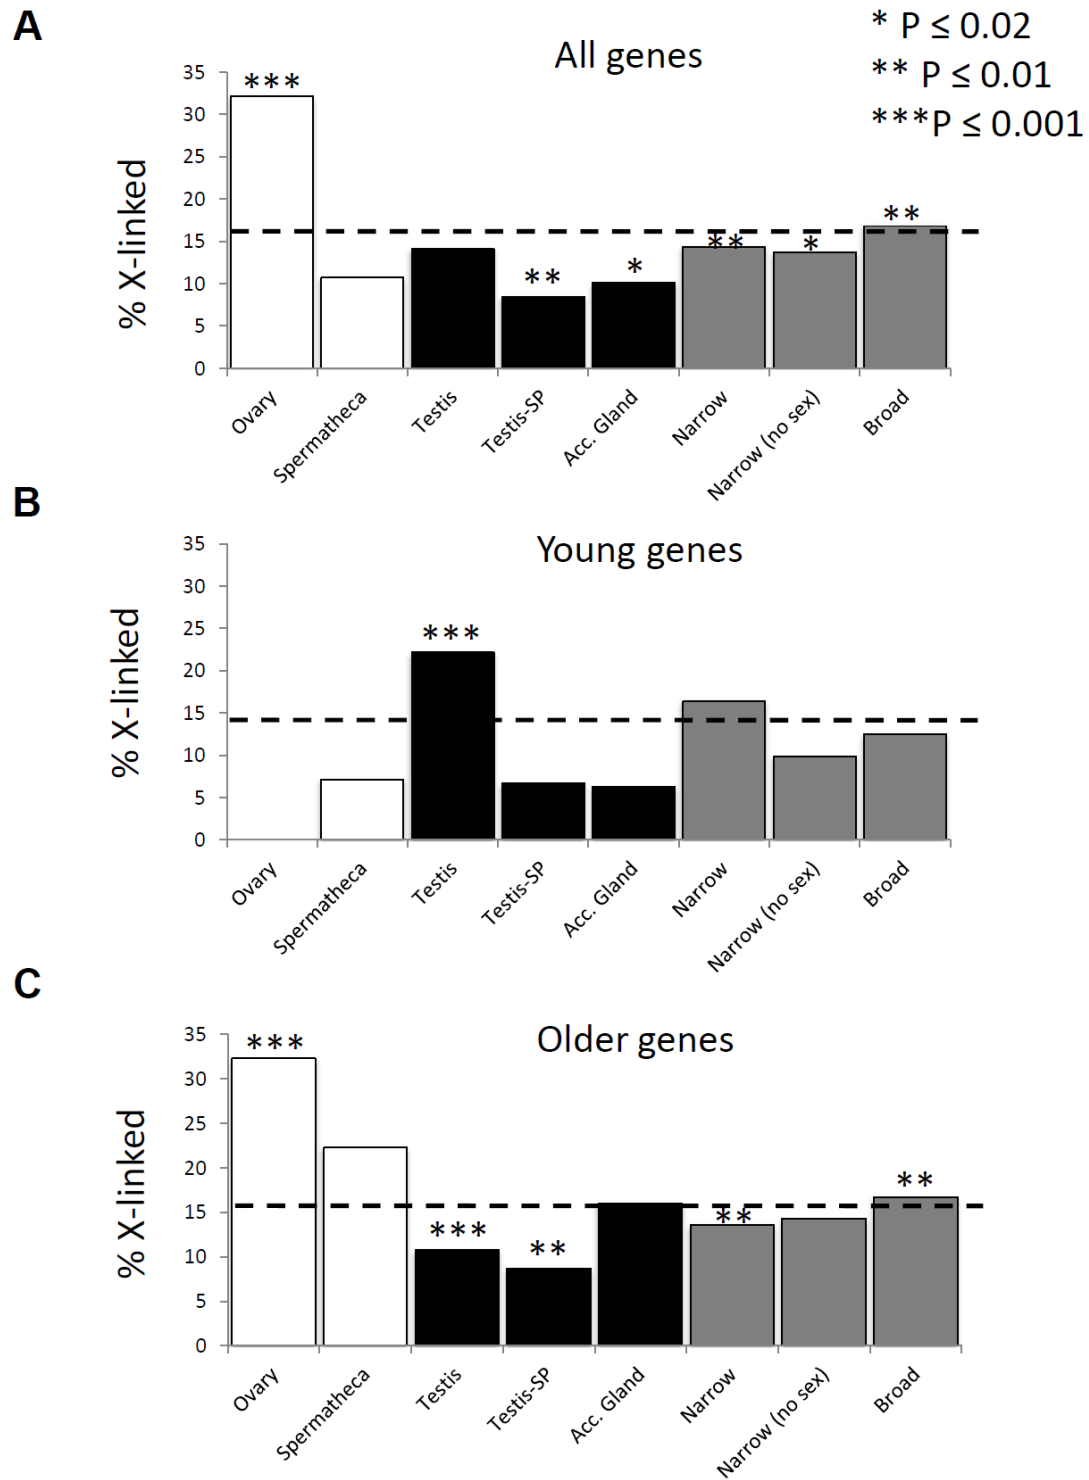 A
All genes
* P ≤ 0.02
** P ≤ 0.01
***P ≤ 0.001
% X-linked
35
30
25
20
15
10
5
0
***
**
*
**
*
**
Ovary
Spermatheca
Testis
Testis-SP
Acc. Gland
Narrow
Narrow (no sex)
Broad
B
Young genes
% X-linked
35
30
25
20
15
10
5
0
***
Ovary
Spermatheca
Testis
Testis-SP
Acc. Gland
Narrow
Narrow (no sex)
Broad
C
Older genes
% X-linked
35
30
25
20
15
10
5
0
***
***
**
**
**
Ovary
Spermatheca
Testis
Testis-SP
Acc. Gland
Narrow
Narrow (no sex)
Broad